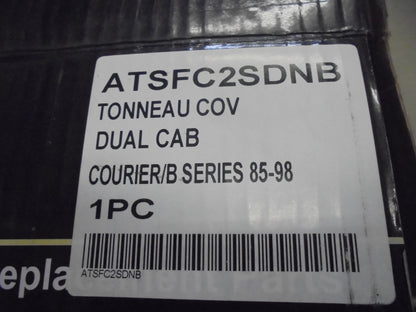 ATSFC2SDNB
TONNEAU COV
DUAL CAB
COURIER/B SERIES 85-98
1PC
ATSFC2SDNB